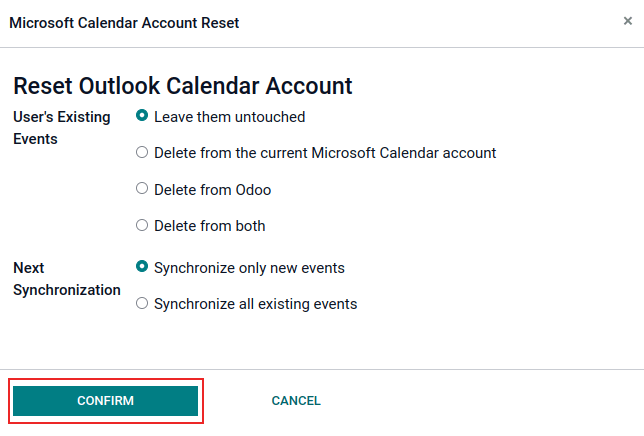 Microsoft Calendar Account Reset ×
Reset Outlook Calendar Account
User's Existing Events
Leave them untouched
Delete from the current Microsoft Calendar account
Delete from Odoo
Delete from both
Next Synchronization
Synchronize only new events
Synchronize all existing events
CONFIRM CANCEL